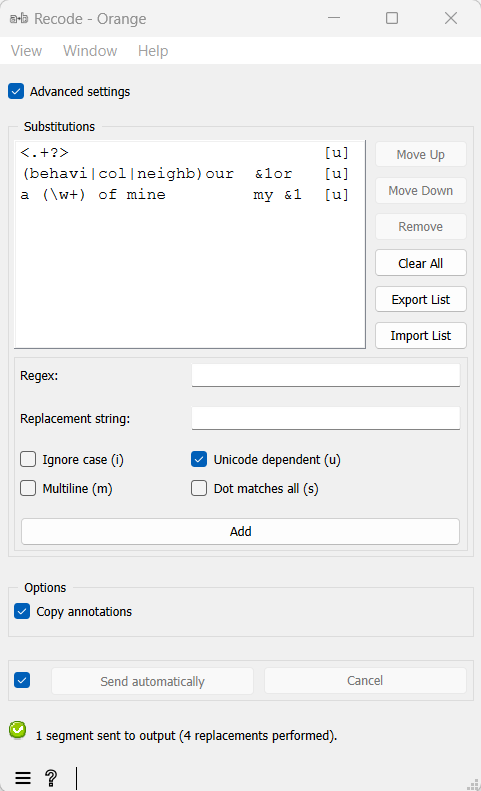 Recode - Orange
View Window Help
Advanced settings
Substitutions
<.+?> [u]
(behavi|col|neighb)our &1or [u]
a (\w+) of mine my &1 [u]
Move Up
Move Down
Remove
Clear All
Export List
Import List
Regex:
Replacement string:
Ignore case (i) Unicode dependent (u)
Multiline (m) Dot matches all (s)
Add
Options
Copy annotations
Send automatically Cancel
1 segment sent to output (4 replacements performed).